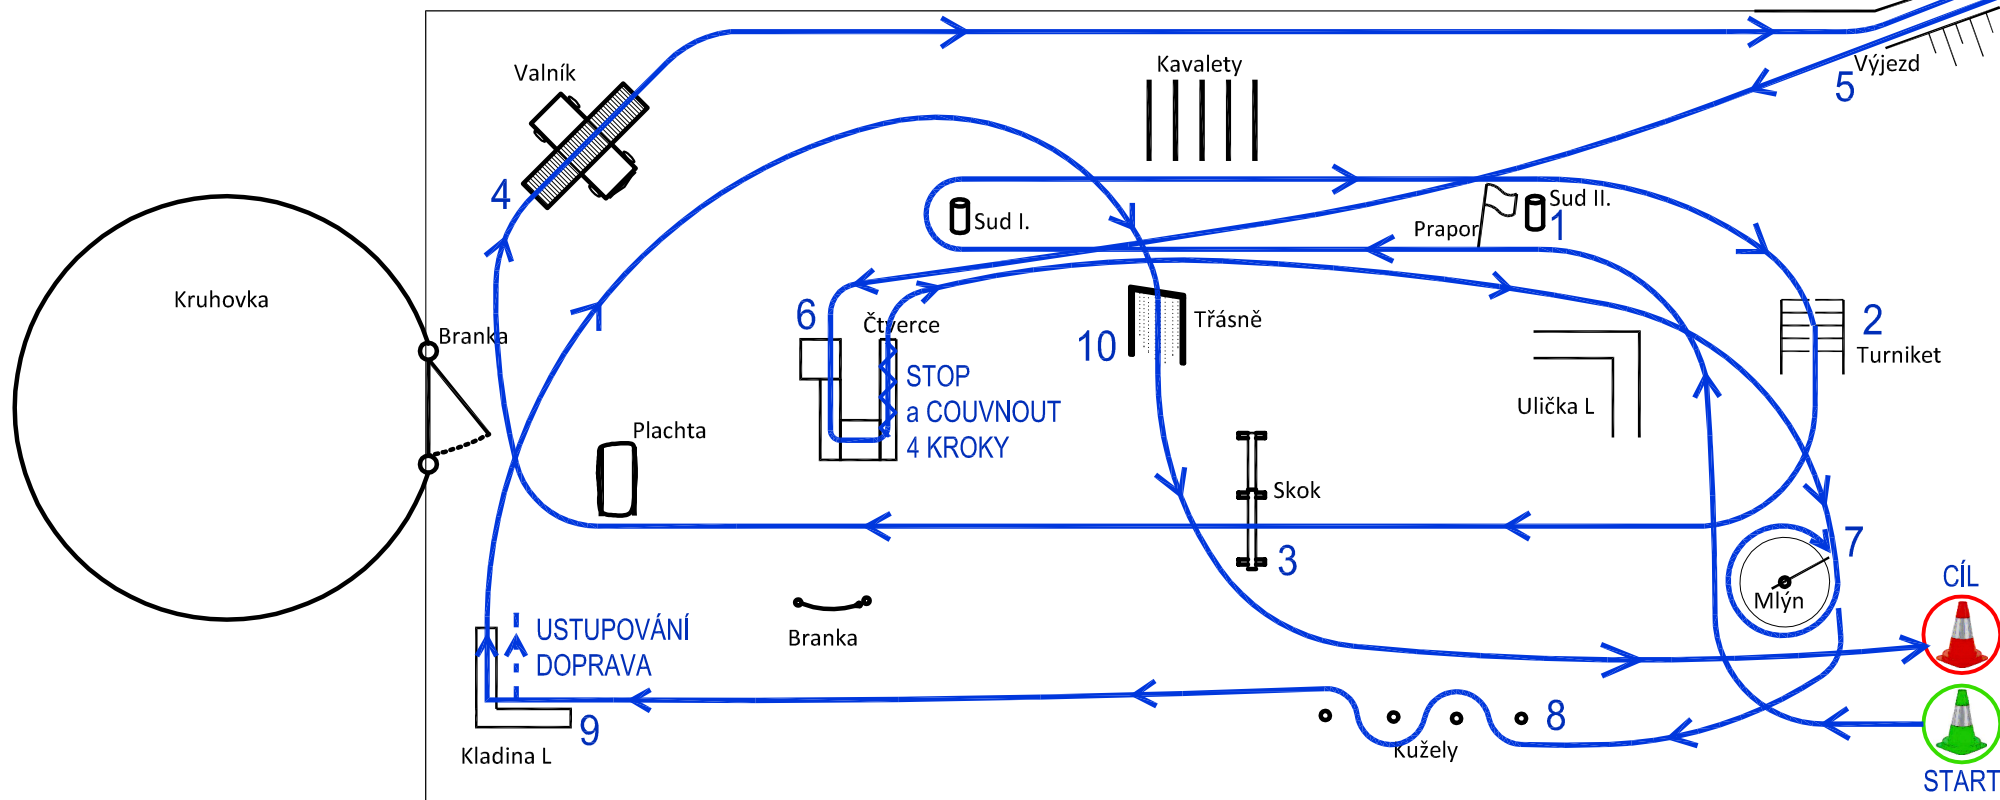 Valník
Kavalety
Výjezd
5
4
Sud I.
Prapor
Sud II.
1
Kruhovka
Branka
6
Čtverce
Třásně
10
2
Turniket
STOP
a COUVNOUT
4 KROKY
Ulička L
Plachta
Skok
3
7
Mlýn
CÍL
Branka
USTUPOVÁNÍ
DOPRAVA
9
Kladina L
8
Kužely
START